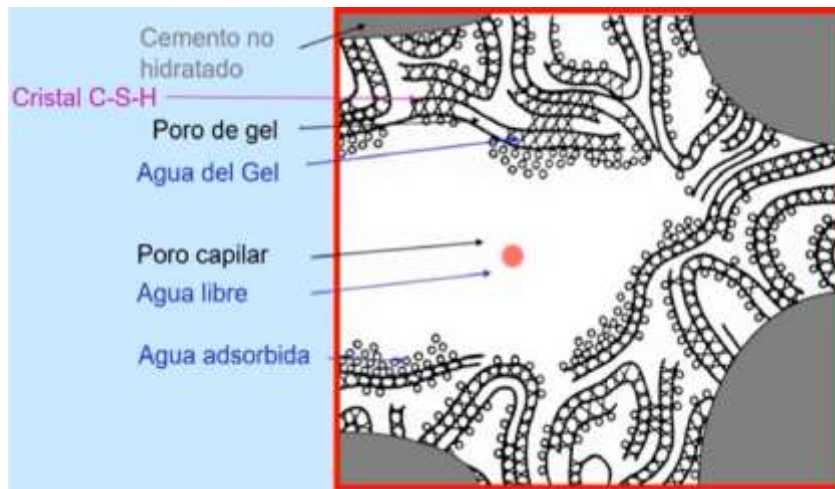 Cemento no
hidratado
Cristal C-S-H
Poro de gel
Agua del Gel
Poro capilar
Agua libre
Agua adsorbida